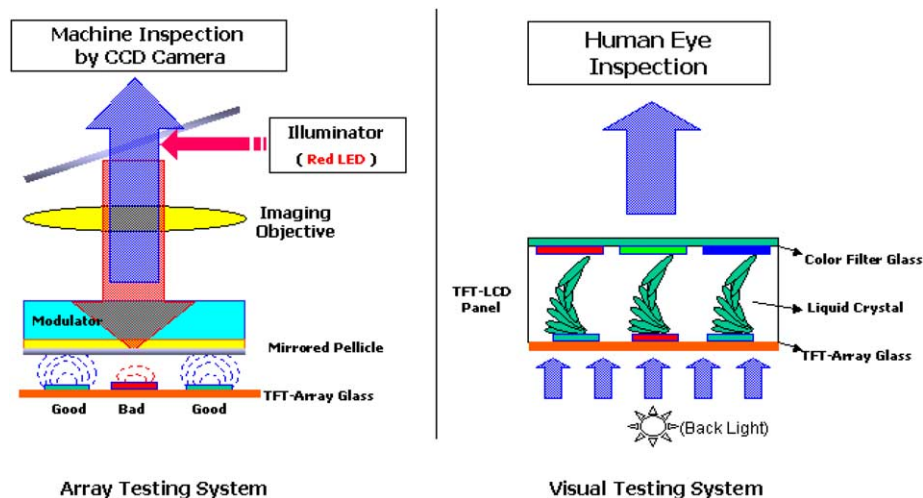 Machine Inspection
by CCD Camera
Illuminator
( Red LED )
Imaging
Objective
Modulator
Mirrored Pellicle
TFT-Array Glass
Good
Bad
Good
Array Testing System
Human Eye
Inspection
Color Filter Glass
TFT-LCD
Panel
Liquid Crystal
TFT-Array Glass
(Back Light)
Visual Testing System